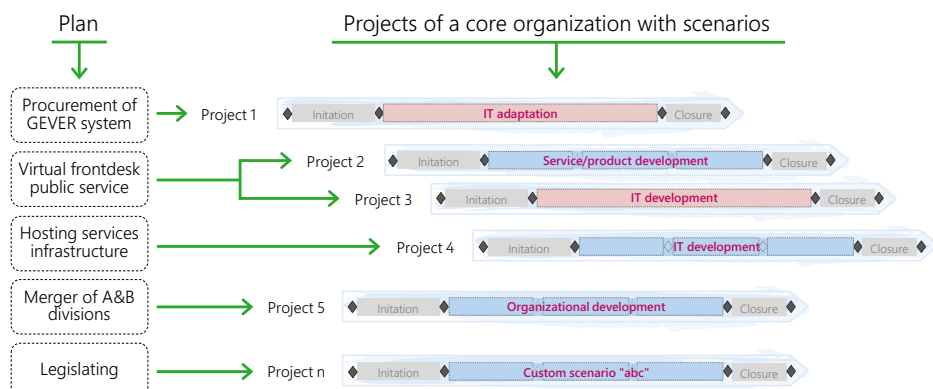 Plan
Projects of a core organization with scenarios
Procurement of
GEVER system
Project 1
Initation
IT adaptation
Closure
Virtual frontdesk
public service
Project 2
Initation
Service/product development
Closure
Project 3
Initation
IT development
Closure
Hosting services
infrastructure
Project 4
Initation
IT development
Closure
Merger of A&B
divisions
Project 5
Initation
Organizational development
Closure
Legislating
Project n
Initation
Custom scenario "abc"
Closure